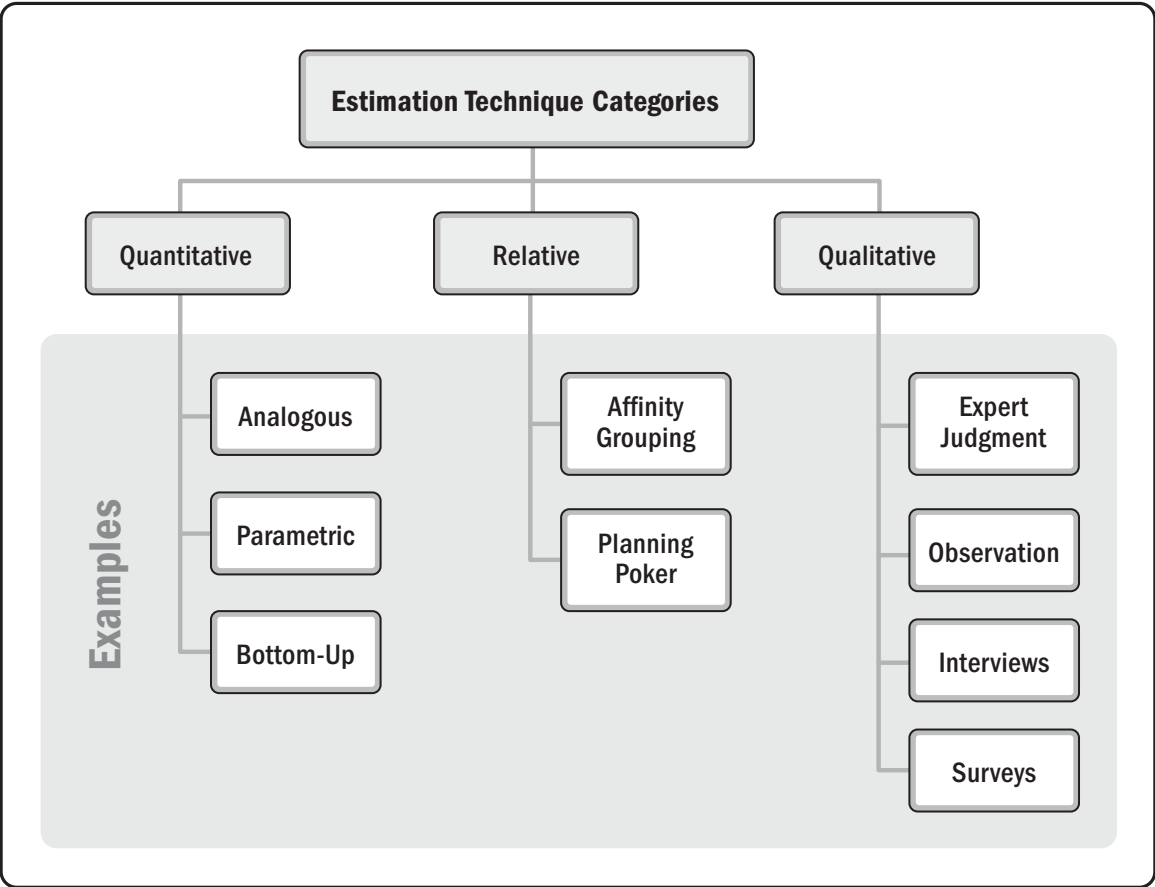 Estimation Technique Categories
Quantitative
Relative
Qualitative
Examples
Analogous
Parametric
Bottom-Up
Affinity
Grouping
Planning
Poker
Expert
Judgment
Observation
Interviews
Surveys